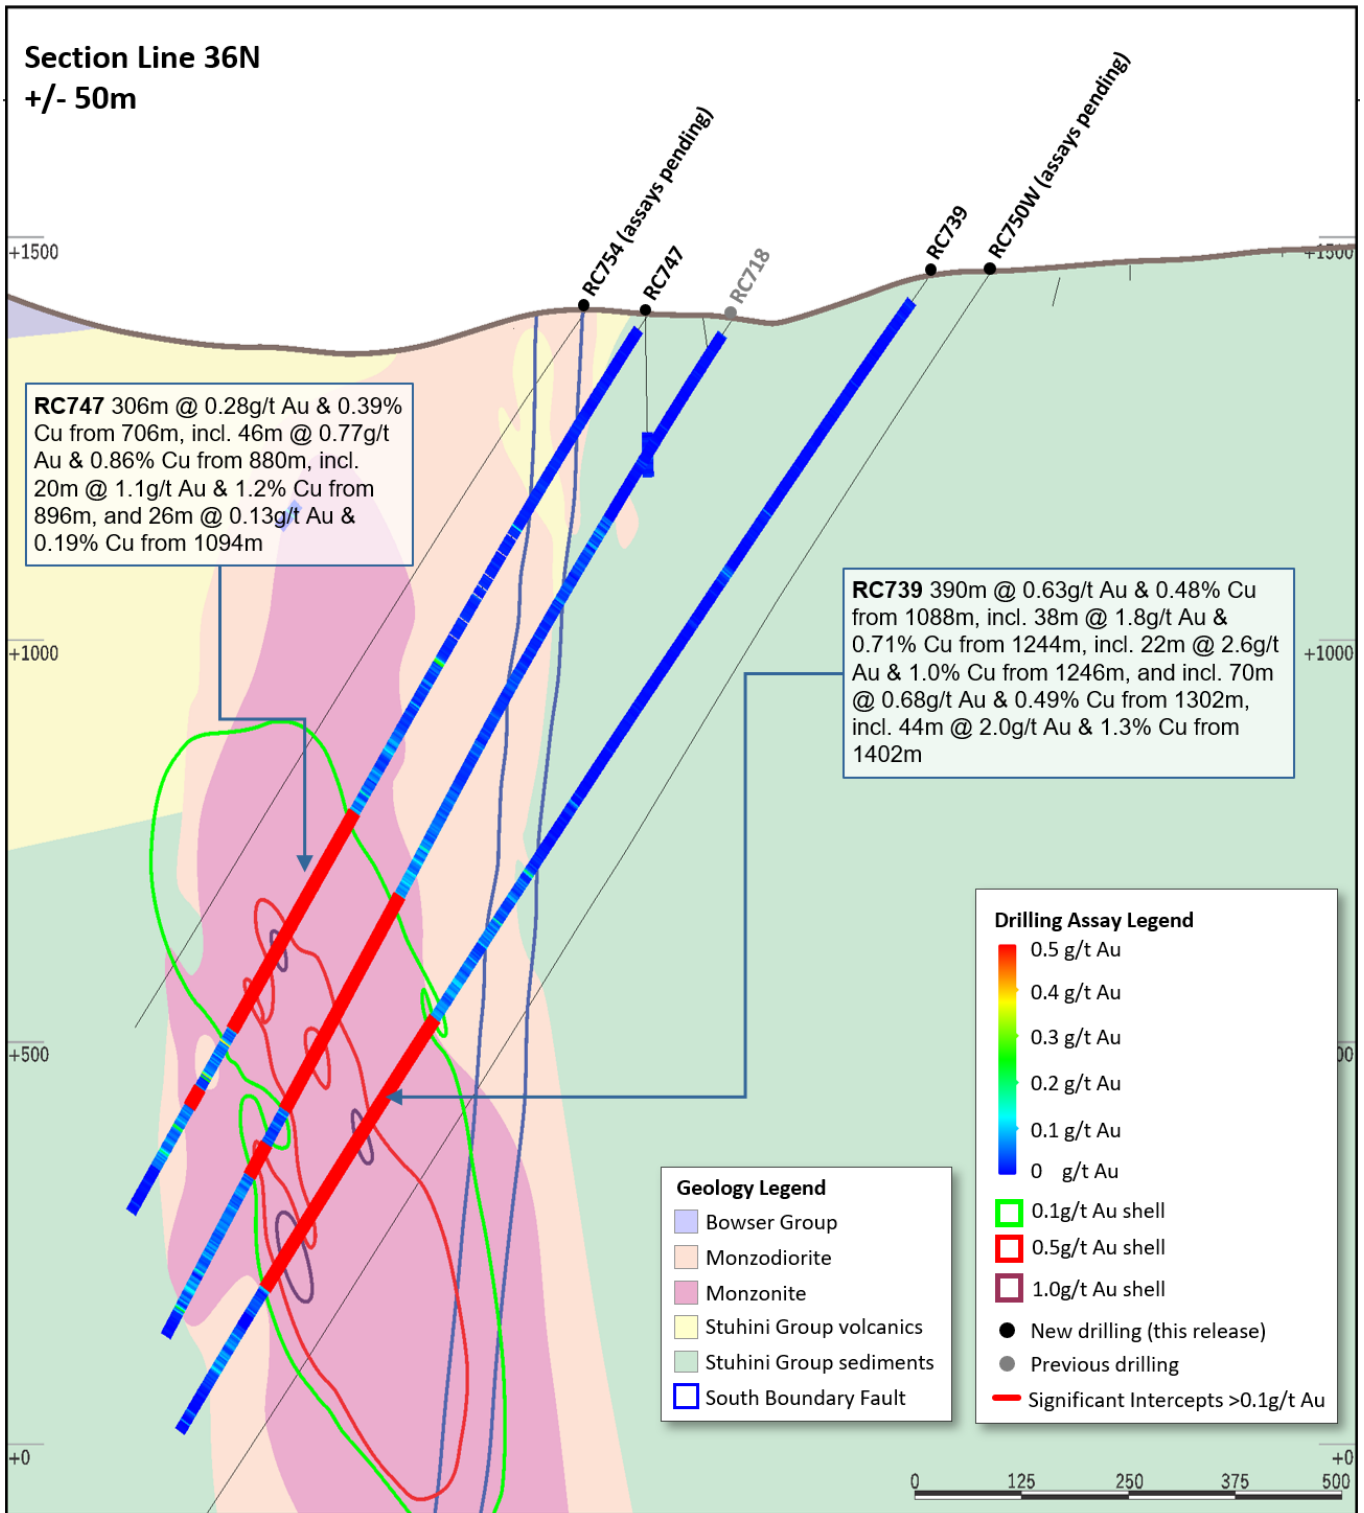 Section Line 36N
+/- 50m
RC754 (assays pending)
RC747
RC718
RC739
RC750W (assays pending)
+1500
+1500
RC747 306m @ 0.28g/t Au & 0.39%
Cu from 706m, incl. 46m @ 0.77g/t
Au & 0.86% Cu from 880m, incl.
20m @ 1.1g/t Au & 1.2% Cu from
896m, and 26m @ 0.13g/t Au &
0.19% Cu from 1094m
RC739 390m @ 0.63g/t Au & 0.48% Cu
from 1088m, incl. 38m @ 1.8g/t Au &
0.71% Cu from 1244m, incl. 22m @ 2.6g/t
Au & 1.0% Cu from 1246m, and incl. 70m
@ 0.68g/t Au & 0.49% Cu from 1302m,
incl. 44m @ 2.0g/t Au & 1.3% Cu from
1402m
+1000
+1000
+500
00
Drilling Assay Legend
0.5 g/t Au
0.4 g/t Au
0.3 g/t Au
0.2 g/t Au
0.1 g/t Au
0 g/t Au
0.1g/t Au shell
0.5g/t Au shell
1.0g/t Au shell
New drilling (this release)
Previous drilling
Significant Intercepts >0.1g/t Au
Geology Legend
Bowser Group
Monzodiorite
Monzonite
Stuhini Group volcanics
Stuhini Group sediments
South Boundary Fault
+0
+0
0 125 250 375 500